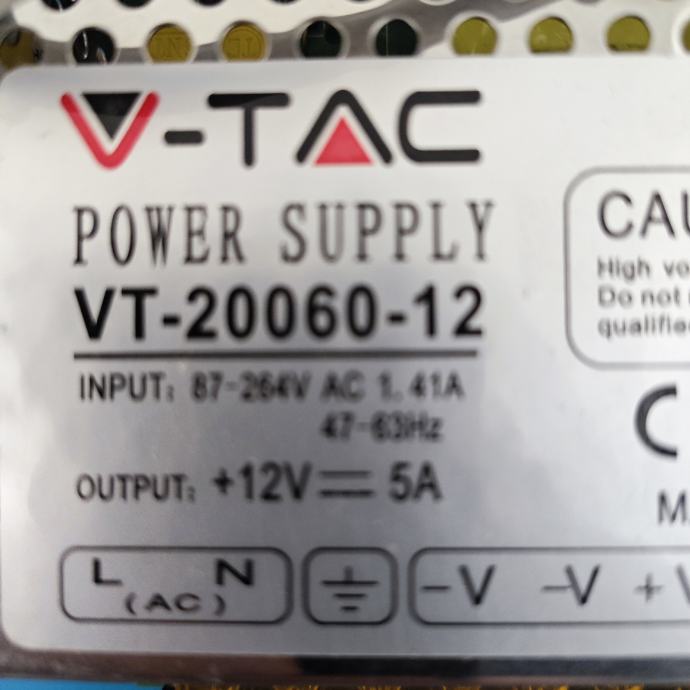 V-TAC
POWER SUPPLY
VT-20060-12
INPUT: 87-264V AC 1.41A
47-63Hz
OUTPUT: +12V⎓ 5A
CAU
High vo
Do not
qualifie
C
M
L N
(AC)
-V -V +V